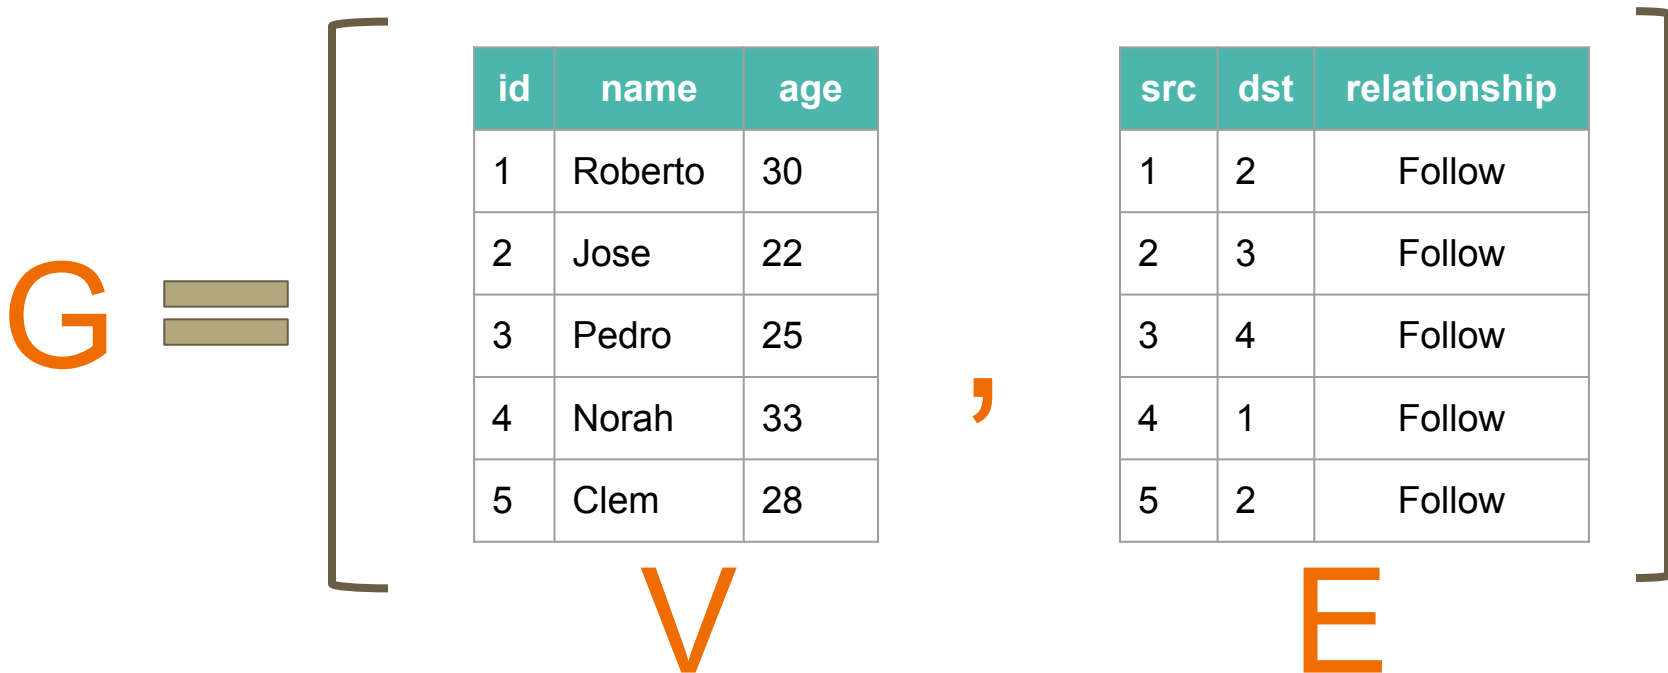 G
id name age
1 Roberto 30
2 Jose 22
3 Pedro 25
4 Norah 33
5 Clem 28
V
,
src dst relationship
1 2 Follow
2 3 Follow
3 4 Follow
4 1 Follow
5 2 Follow
E